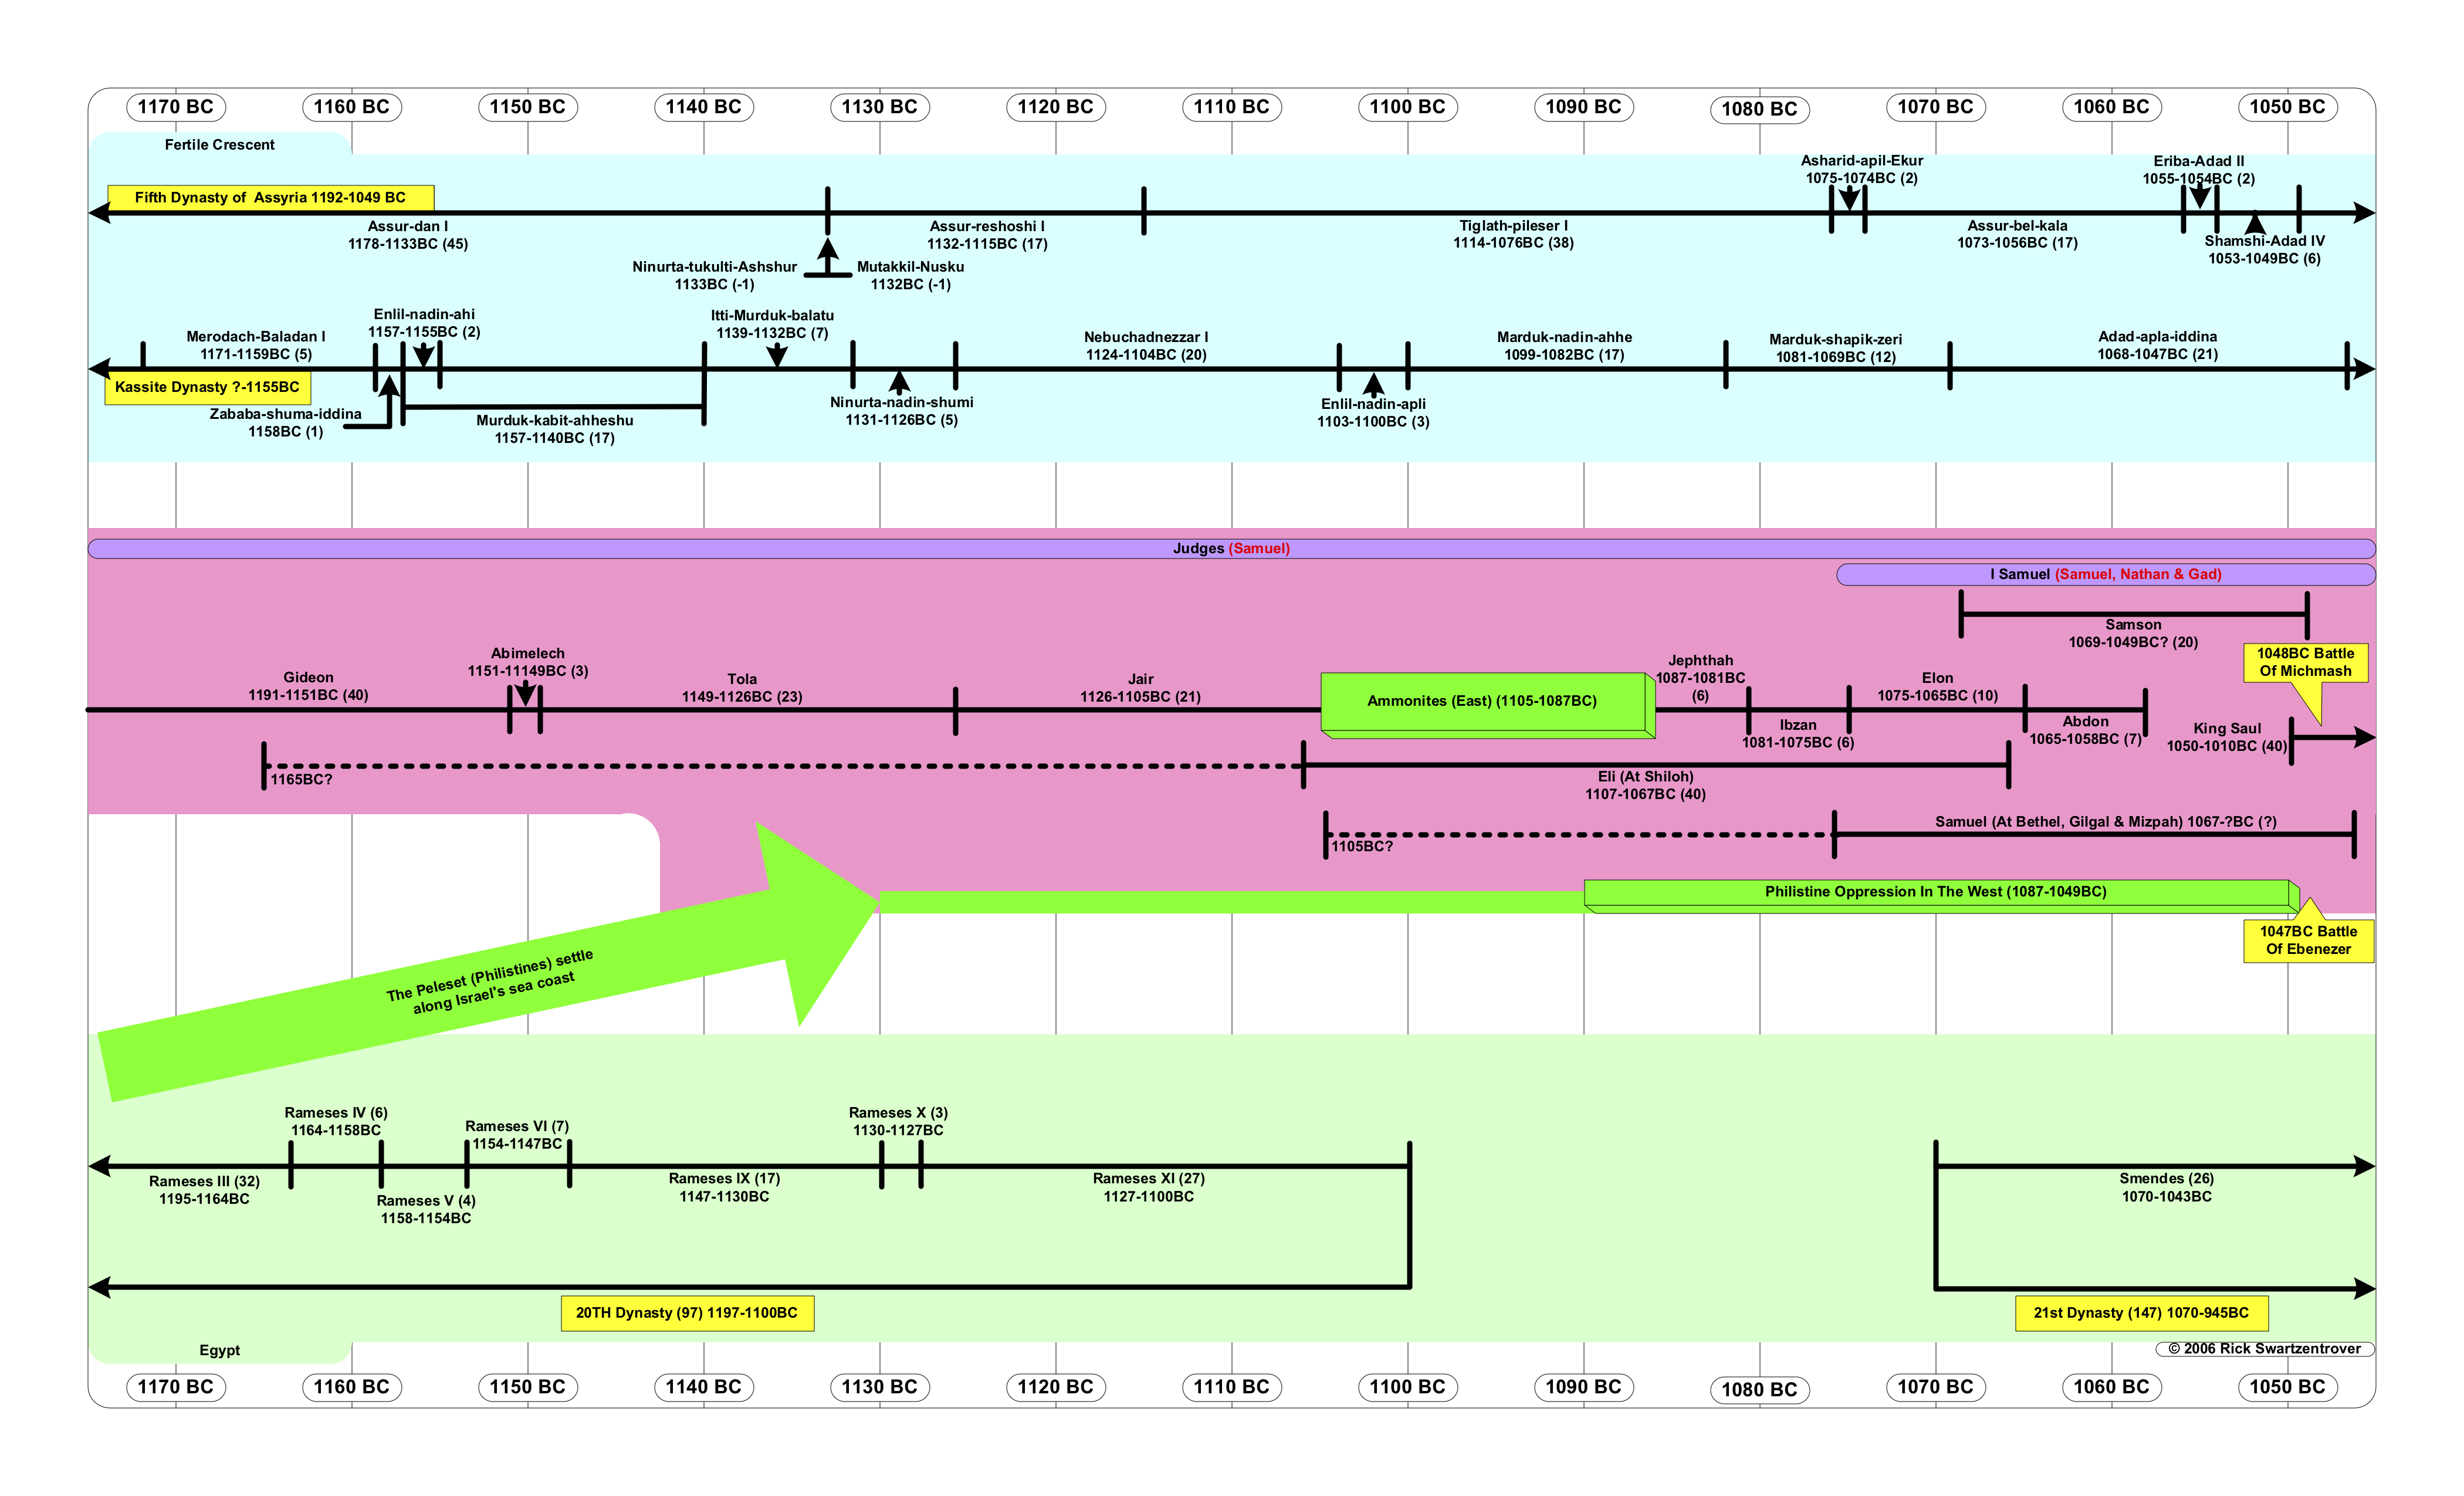 1170 BC
1160 BC
1150 BC
1140 BC
1130 BC
1120 BC
1110 BC
1100 BC
1090 BC
1080 BC
1070 BC
1060 BC
1050 BC
Fertile Crescent
Fifth Dynasty of Assyria 1192-1049 BC
Assur-dan I
1178-1133BC (45)
Ninurta-tukulti-Ashshur
1133BC (-1)
Mutakkil-Nusku
1132BC (-1)
Assur-reshoshi I
1132-1115BC (17)
Tiglath-pileser I
1114-1076BC (38)
Asharid-apil-Ekur
1075-1074BC (2)
Assur-bel-kala
1073-1056BC (17)
Eriba-Adad II
1055-1054BC (2)
Shamshi-Adad IV
1053-1049BC (6)
Merodach-Baladan I
1171-1159BC (5)
Kassite Dynasty ?-1155BC
Zababa-shuma-iddina
1158BC (1)
Enlil-nadin-ahi
1157-1155BC (2)
Murduk-kabit-ahheshu
1157-1140BC (17)
Itti-Murduk-balatu
1139-1132BC (7)
Ninurta-nadin-shumi
1131-1126BC (5)
Nebuchadnezzar I
1124-1104BC (20)
Enlil-nadin-apli
1103-1100BC (3)
Marduk-nadin-ahhe
1099-1082BC (17)
Marduk-shapik-zeri
1081-1069BC (12)
Adad-apla-iddina
1068-1047BC (21)
Judges (Samuel)
I Samuel (Samuel, Nathan & Gad)
Samson
1069-1049BC? (20)
1048BC Battle
Of Michmash
Gideon
1191-1151BC (40)
Abimelech
1151-11149BC (3)
Tola
1149-1126BC (23)
Jair
1126-1105BC (21)
Ammonites (East) (1105-1087BC)
Jephthah
1087-1081BC
(6)
Ibzan
1081-1075BC (6)
Elon
1075-1065BC (10)
Abdon
1065-1058BC (7)
King Saul
1050-1010BC (40)
1165BC?
Eli (At Shiloh)
1107-1067BC (40)
1105BC?
Samuel (At Bethel, Gilgal & Mizpah) 1067-?BC (?)
Philistine Oppression In The West (1087-1049BC)
1047BC Battle
Of Ebenezer
The Peleset (Philistines) settle
along Israel's sea coast
Rameses III (32)
1195-1164BC
Rameses IV (6)
1164-1158BC
Rameses V (4)
1158-1154BC
Rameses VI (7)
1154-1147BC
Rameses IX (17)
1147-1130BC
Rameses X (3)
1130-1127BC
Rameses XI (27)
1127-1100BC
Smendes (26)
1070-1043BC
20TH Dynasty (97) 1197-1100BC
21st Dynasty (147) 1070-945BC
Egypt
© 2006 Rick Swartzentrover
1170 BC
1160 BC
1150 BC
1140 BC
1130 BC
1120 BC
1110 BC
1100 BC
1090 BC
1080 BC
1070 BC
1060 BC
1050 BC